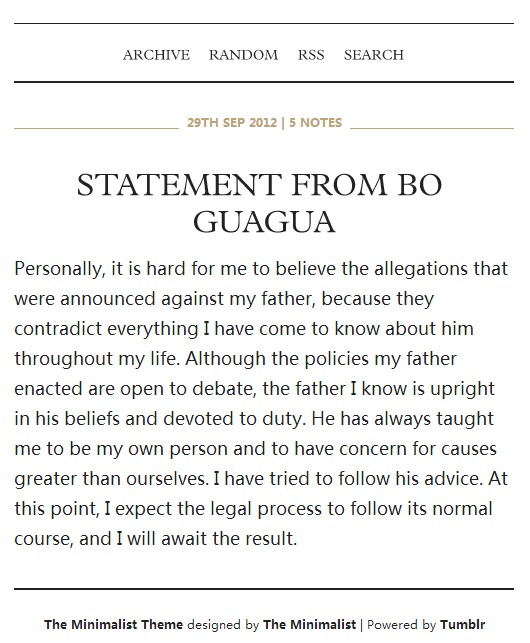 ARCHIVE RANDOM RSS SEARCH
29TH SEP 2012 | 5 NOTES
STATEMENT FROM BO
GUAGUA
Personally, it is hard for me to believe the allegations that
were announced against my father, because they
contradict everything I have come to know about him
throughout my life. Although the policies my father
enacted are open to debate, the father I know is upright
in his beliefs and devoted to duty. He has always taught
me to be my own person and to have concern for causes
greater than ourselves. I have tried to follow his advice. At
this point, I expect the legal process to follow its normal
course, and I will await the result.
The Minimalist Theme designed by The Minimalist | Powered by Tumblr